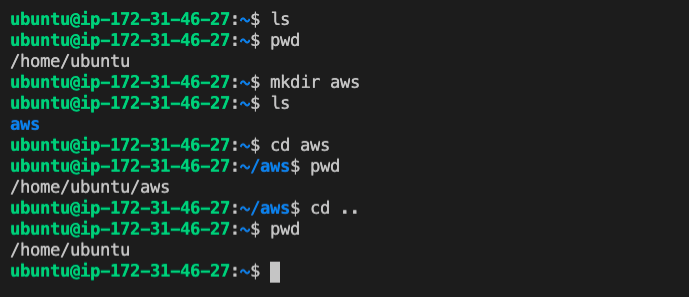 ubuntu@ip-172-31-46-27:~$ ls
ubuntu@ip-172-31-46-27:~$ pwd
/home/ubuntu
ubuntu@ip-172-31-46-27:~$ mkdir aws
ubuntu@ip-172-31-46-27:~$ ls
aws
ubuntu@ip-172-31-46-27:~$ cd aws
ubuntu@ip-172-31-46-27:~/aws$ pwd
/home/ubuntu/aws
ubuntu@ip-172-31-46-27:~/aws$ cd ..
ubuntu@ip-172-31-46-27:~$ pwd
/home/ubuntu
ubuntu@ip-172-31-46-27:~$